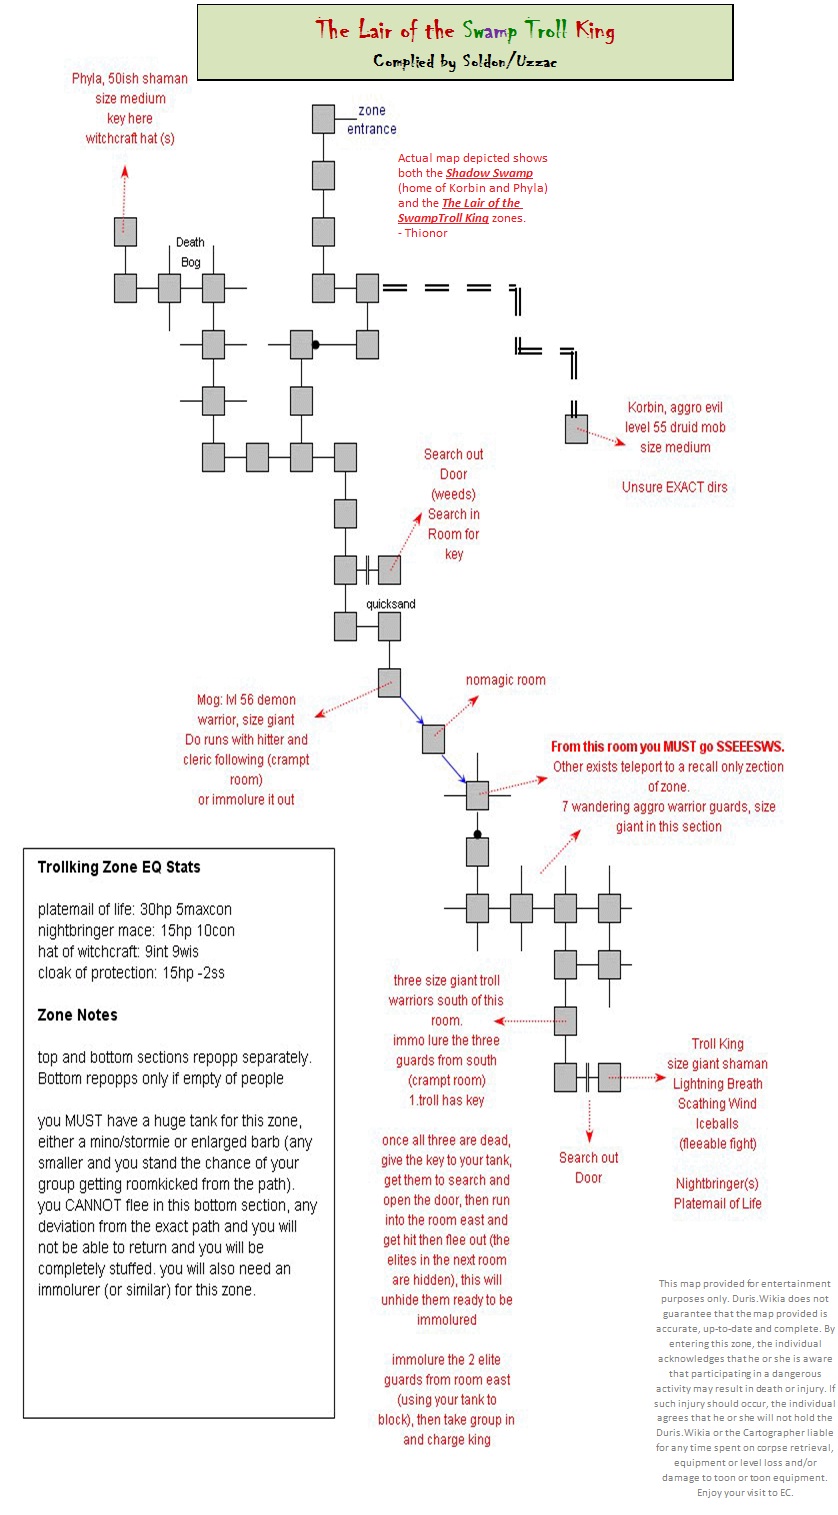 The Lair of the Swamp Troll King
Complied by Soldon/Uzzac
Phyla, 50ish shaman
size medium
key here
witchcraft hat (s)
zone
entrance
Actual map depicted shows
both the Shadow Swamp
(home of Korbin and Phyla)
and the The Lair of the
SwampTroll King zones.
- Thionor
Death
Bog
Korbin, aggro evil
level 55 druid mob
size medium
Unsure EXACT dirs
Search out
Door
(weeds)
Search in
Room for
key
quicksand
Mog: lvl 56 demon
warrior, size giant
Do runs with hitter and
cleric following (crampt
room)
or immolure it out
nomagic room
From this room you MUST go SSEEESWS.
Other exists teleport to a recall only zection
of zone.
7 wandering aggro warrior guards, size
giant in this section
Trollking Zone EQ Stats
platemail of life: 30hp 5maxcon
nightbringer mace: 15hp 10con
hat of witchcraft: 9int 9wis
cloak of protection: 15hp -2ss
Zone Notes
top and bottom sections repopp separately.
Bottom repopps only if empty of people
you MUST have a huge tank for this zone,
either a mino/stormie or enlarged barb (any
smaller and you stand the chance of your
group getting roomkicked from the path).
you CANNOT flee in this bottom section, any
deviation from the exact path and you will
not be able to return and you will be
completely stuffed. you will also need an
immolurer (or similar) for this zone.
three size giant troll
warriors south of this
room.
immo lure the three
guards from south
(crampt room)
1.troll has key
once all three are dead,
give the key to your tank,
get them to search and
open the door, then run
into the room east and
get hit then flee out (the
elites in the next room
are hidden), this will
unhide them ready to be
immolured
immolure the 2 elite
guards from room east
(using your tank to
block), then take group in
and charge king
Search out
Door
Troll King
size giant shaman
Lightning Breath
Scathing Wind
Iceballs
(fleeable fight)
Nightbringer(s)
Platemail of Life
This map provided for entertainment
purposes only. Duris.Wikia does not
guarantee that the map provided is
accurate, up-to-date and complete. By
entering this zone, the individual
acknowledges that he or she is aware
that participating in a dangerous
activity may result in death or injury. If
such injury should occur, the individual
agrees that he or she will not hold the
Duris.Wikia or the Cartographer liable
for any time spent on corpse retrieval,
equipment or level loss and/or
damage to toon or toon equipment.
Enjoy your visit to EC.